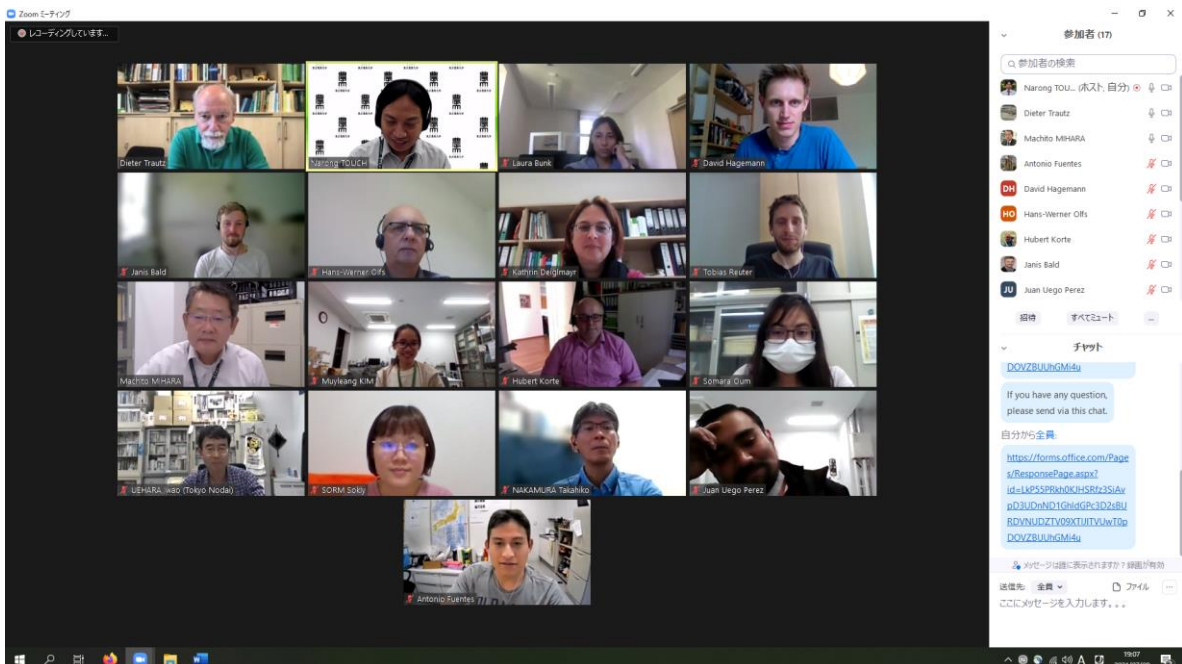 Zoom ミーティング
レコーディングしています...
Dieter Trautz
Narong TOUCH
Laura Bunk
David Hagemann
Janis Bald
Hans-Werner Olfs
Kathrin Deiglmayr
Tobias Reuter
Machito MIHARA
Muyleang KIM
Hubert Korte
Somara Oum
UEHARA Iwao (Tokyo Nodai)
SORM Sokly
NAKAMURA Takahiko
Juan Uego Perez
Antonio Fuentes
参加者 (17)
参加者の検索
Narong TOU... (ホスト, 自分)
Dieter Trautz
Machito MIHARA
Antonio Fuentes
DH David Hagemann
HO Hans-Werner Olfs
Hubert Korte
Janis Bald
JU Juan Uego Perez
招待 すべてミュート ...
チャット
DOVZBUUhGMi4u
If you have any question,
please send via this chat.
自分から全員:
https://forms.office.com/Page
s/ResponsePage.aspx?
メッセージは誰に表示されますか？録画が有効
送信先: 全員 ファイル ...
ここにメッセージを入力します。。。
A 19:07